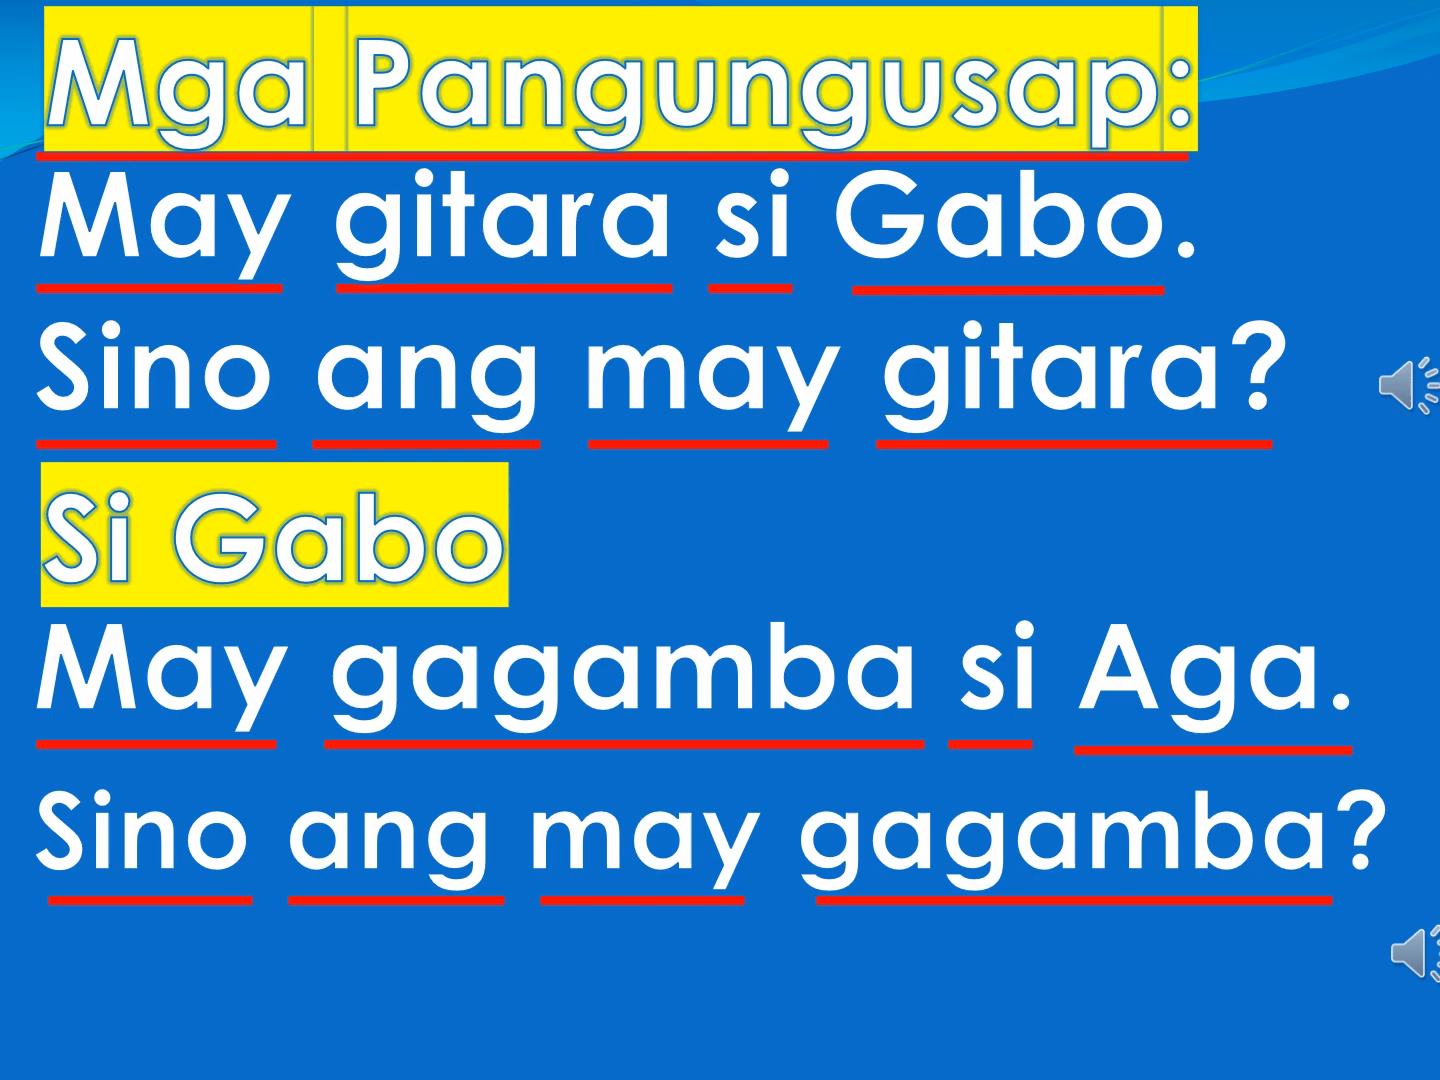 Mga Pangungusap:
May gitara si Gabo.
Sino ang may gitara?
Si Gabo
May gagamba si Aga.
Sino ang may gagamba?